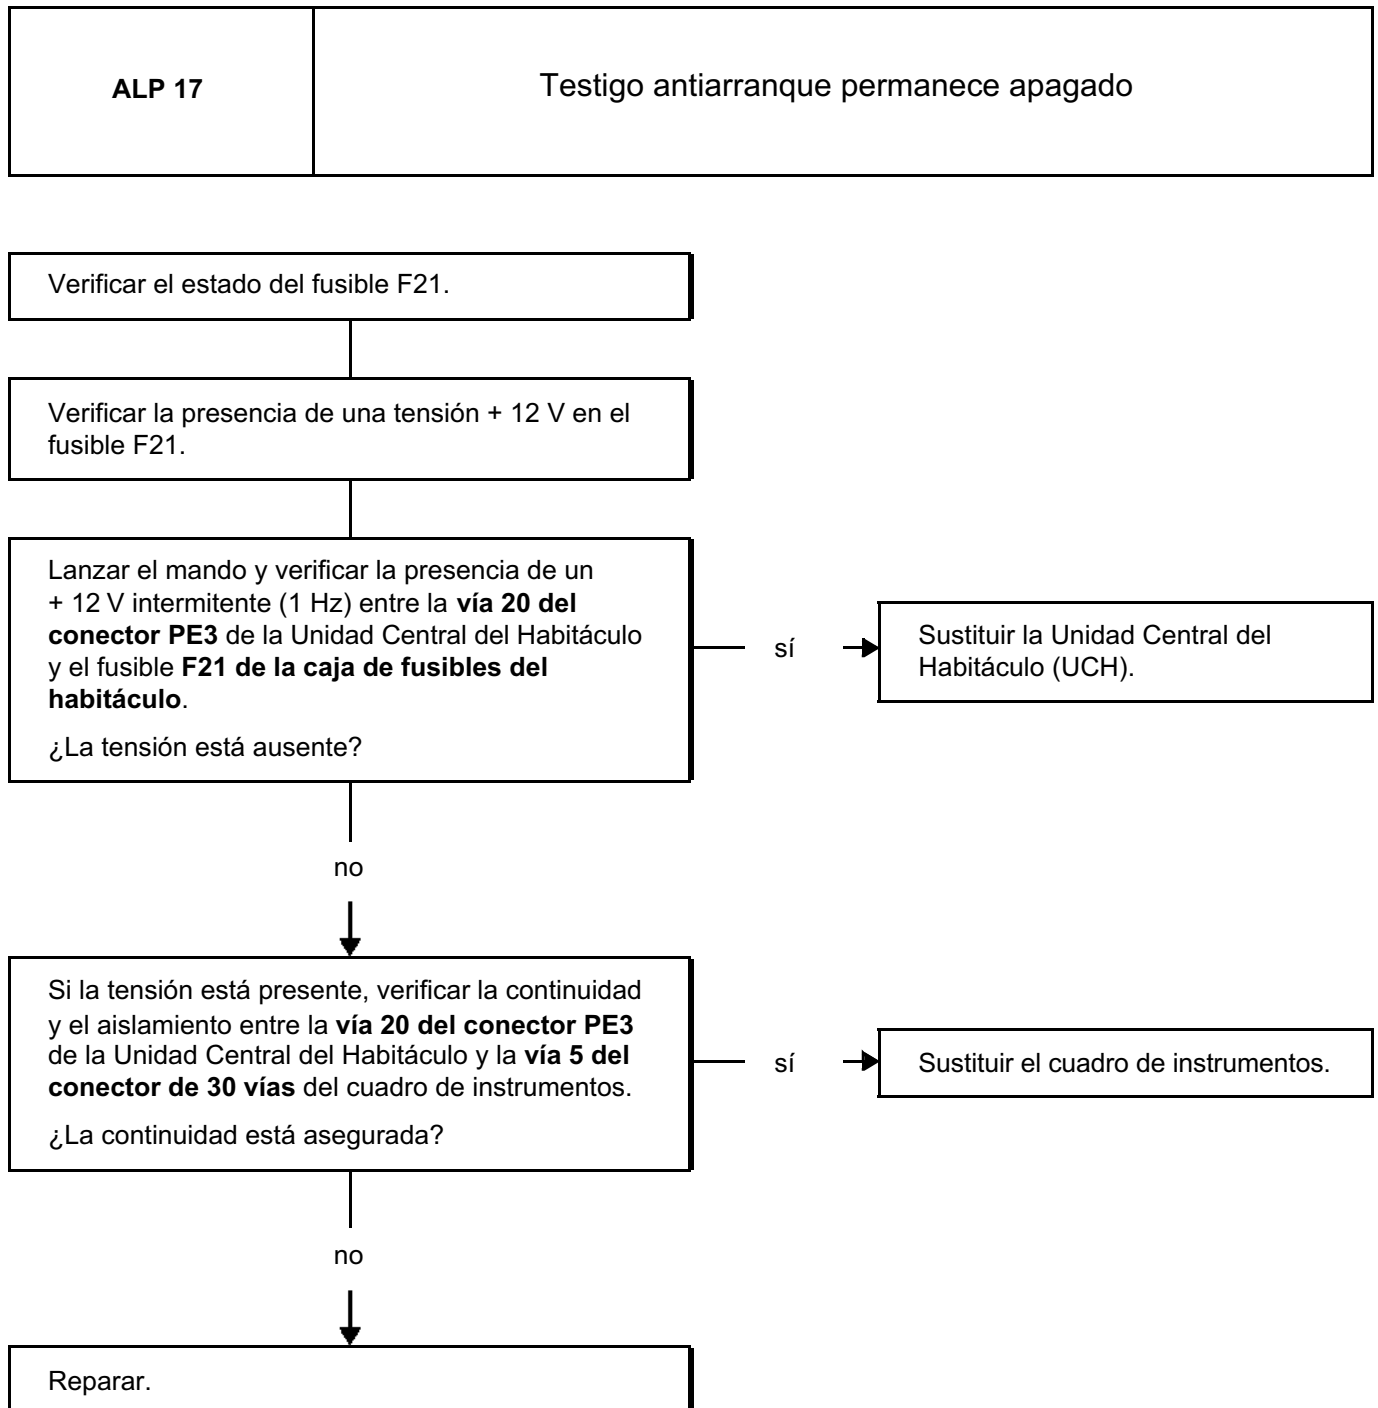 ALP 17
Testigo antiarranque permanece apagado
Verificar el estado del fusible F21.
Verificar la presencia de una tensión + 12 V en el
fusible F21.
Lanzar el mando y verificar la presencia de un
+ 12 V intermitente (1 Hz) entre la vía 20 del
conector PE3 de la Unidad Central del Habitáculo
y el fusible F21 de la caja de fusibles del
habitáculo.
¿La tensión está ausente?
sí
Sustituir la Unidad Central del
Habitáculo (UCH).
no
Si la tensión está presente, verificar la continuidad
y el aislamiento entre la vía 20 del conector PE3
de la Unidad Central del Habitáculo y la vía 5 del
conector de 30 vías del cuadro de instrumentos.
¿La continuidad está asegurada?
sí
Sustituir el cuadro de instrumentos.
no
Reparar.